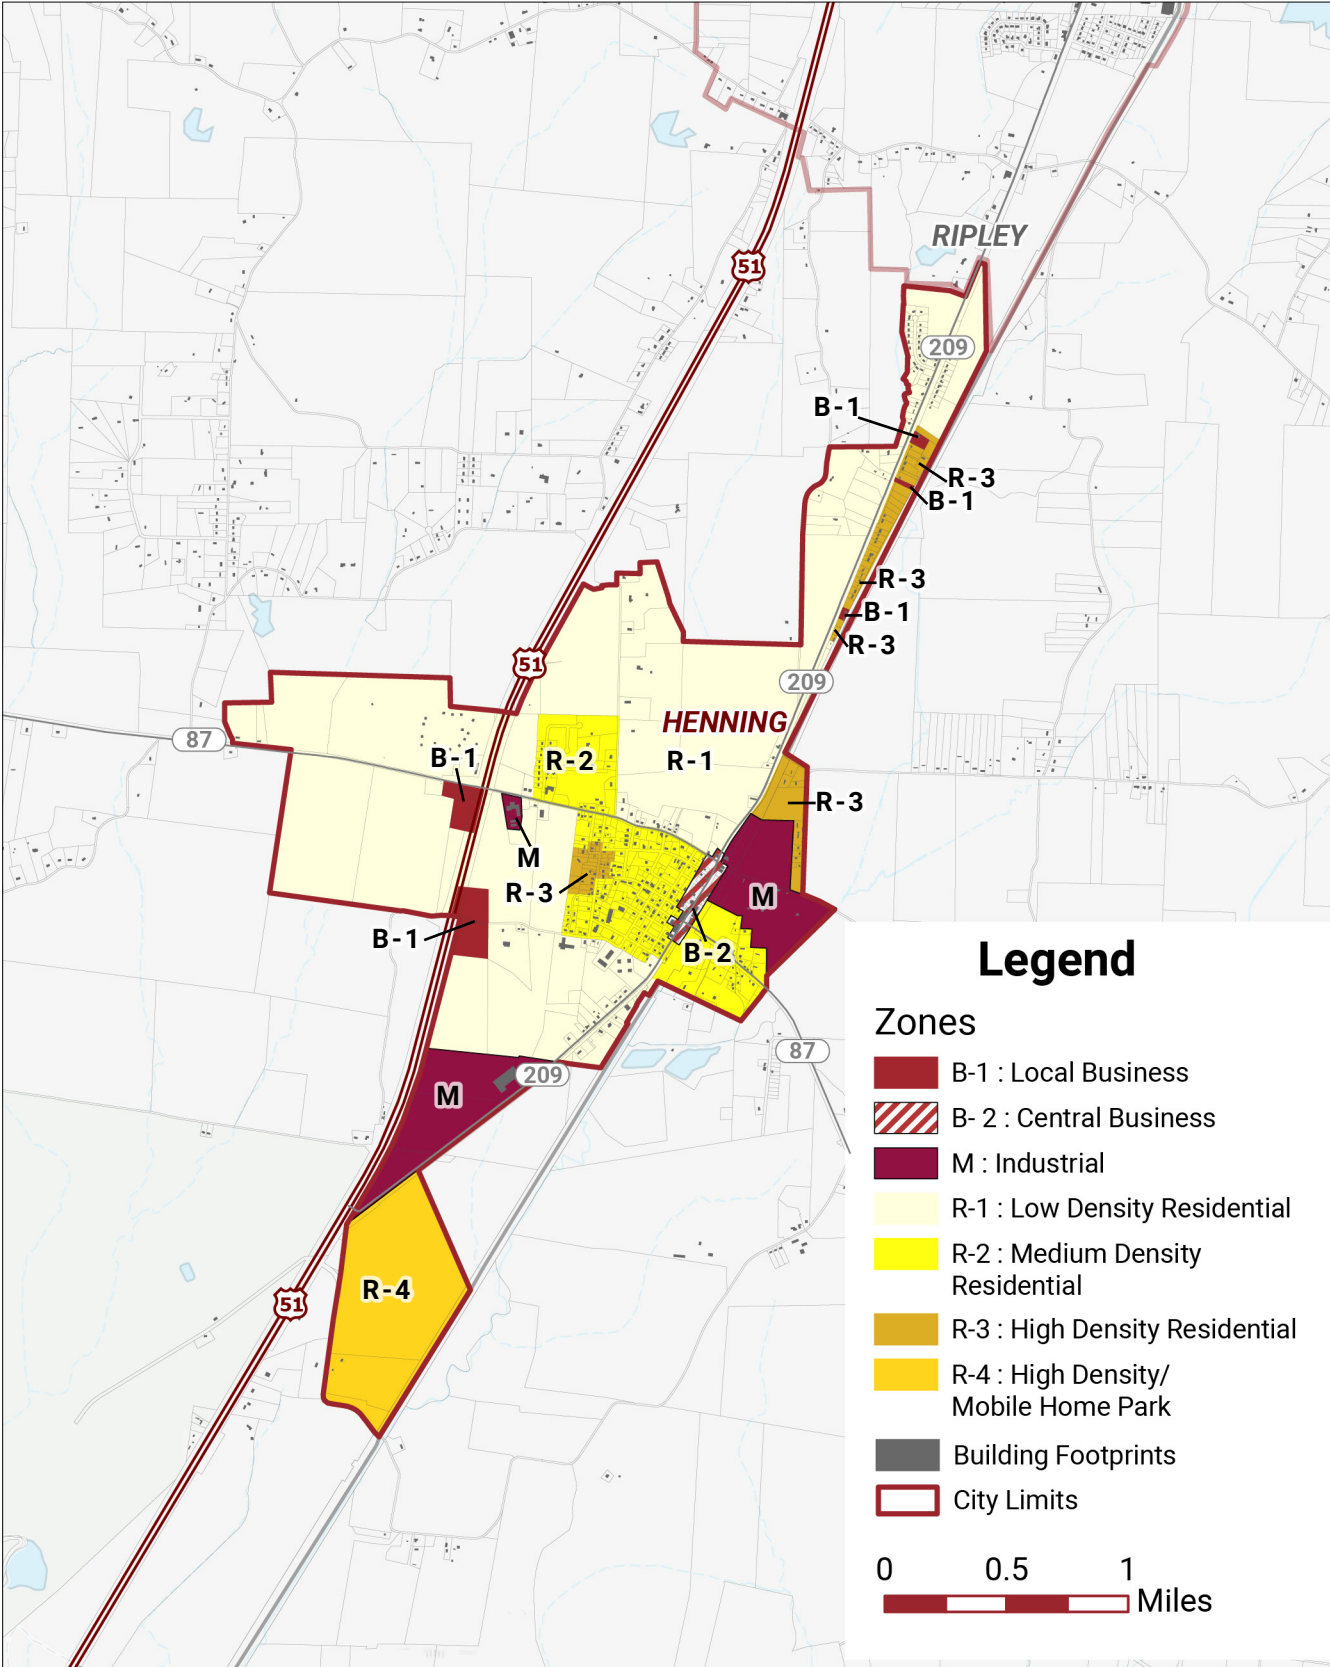 RIPLEY
51
209
B-1
R-3
B-1
R-3
B-1
R-3
51
209
HENNING
87
B-1
R-2
R-1
R-3
M
R-3
M
B-1
B-2
87
M
209
R-4
51
Legend
Zones
B-1 : Local Business
B- 2 : Central Business
M : Industrial
R-1 : Low Density Residential
R-2 : Medium Density
Residential
R-3 : High Density Residential
R-4 : High Density/
Mobile Home Park
Building Footprints
City Limits
0 0.5 1
Miles